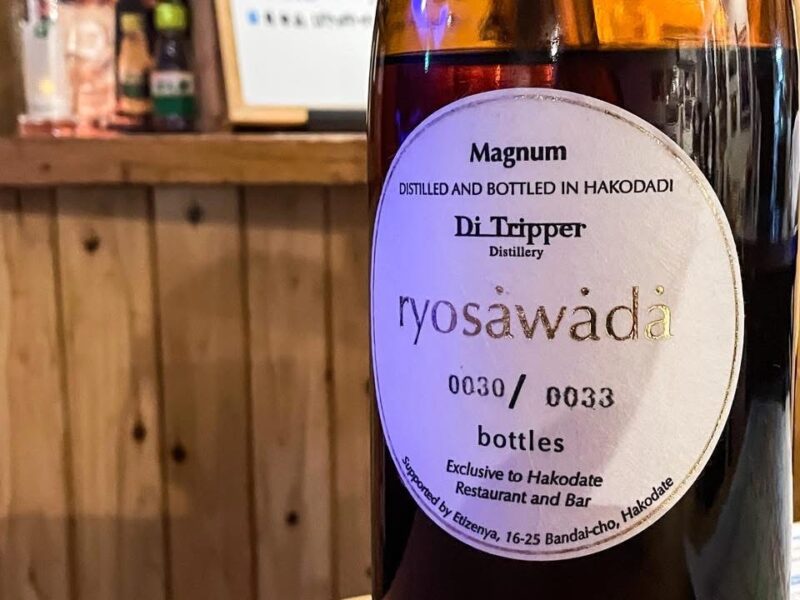 Magnum
DISTILLED AND BOTTLED IN HAKODADI
Di Tripper
Distillery
ryosȧwȧdȧ
0030/ 0033
bottles
Exclusive to Hakodate
Restaurant and Bar
Supported by Etizenya, 16-25 Bandai-cho, Hakodate